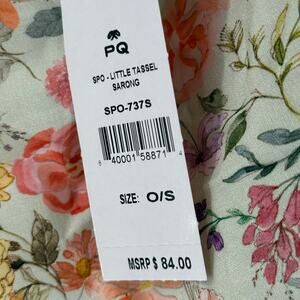 PQ
SPO - LITTLE TASSEL
SARONG
SPO-737S
8 40001 58871 4
SIZE: O/S
MSRP $ 84.00